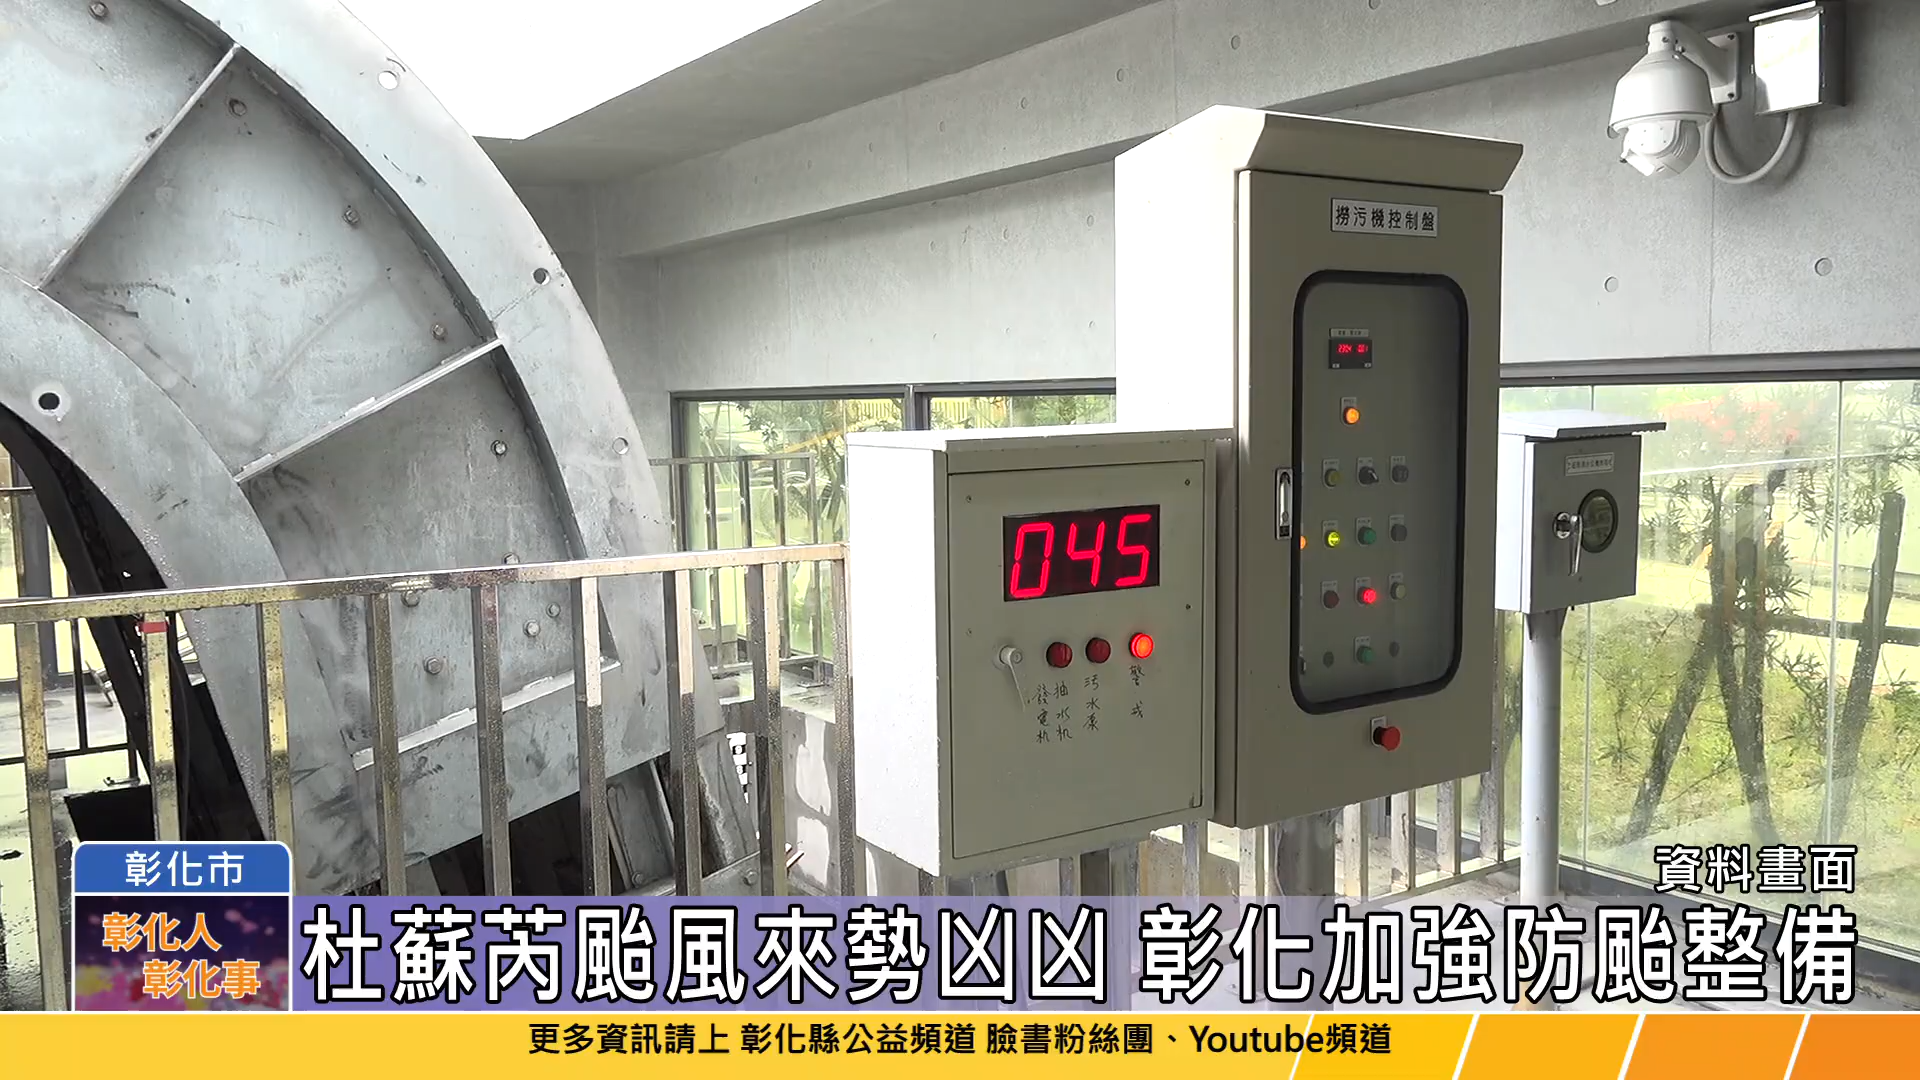 撈污機控制盤
045
發電机
抽水机
污水泵
警戒
資料畫面
彰化市
彰化人
彰化事
杜蘇芮颱風來勢凶凶 彰化加強防颱整備
更多資訊請上 彰化縣公益頻道 臉書粉絲團、Youtube頻道